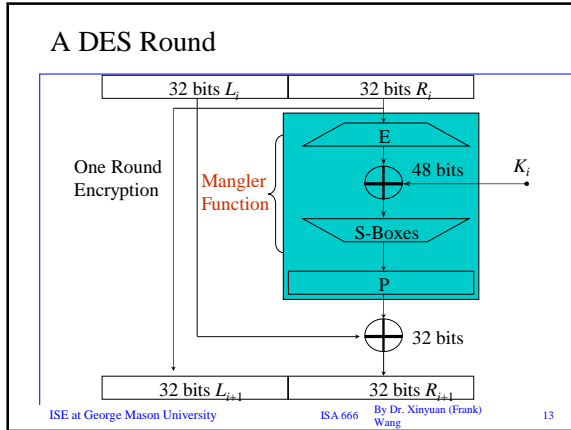 A DES Round
32 bits Lᵢ 32 bits Rᵢ
E
One Round
Encryption
Mangler
Function
48 bits
Kᵢ
S-Boxes
P
32 bits
32 bits Lᵢ₊₁ 32 bits Rᵢ₊₁
ISE at George Mason University ISA 666 By Dr. Xinyuan (Frank)
Wang 13